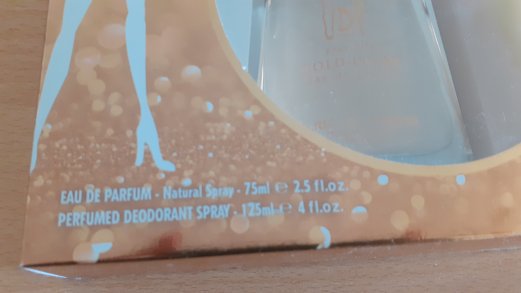 EAU DE PARFUM - Natural Spray - 75ml ℮ 2.5 fl.oz.
PERFUMED DEODORANT SPRAY - 125ml ℮ 4 fl.oz.